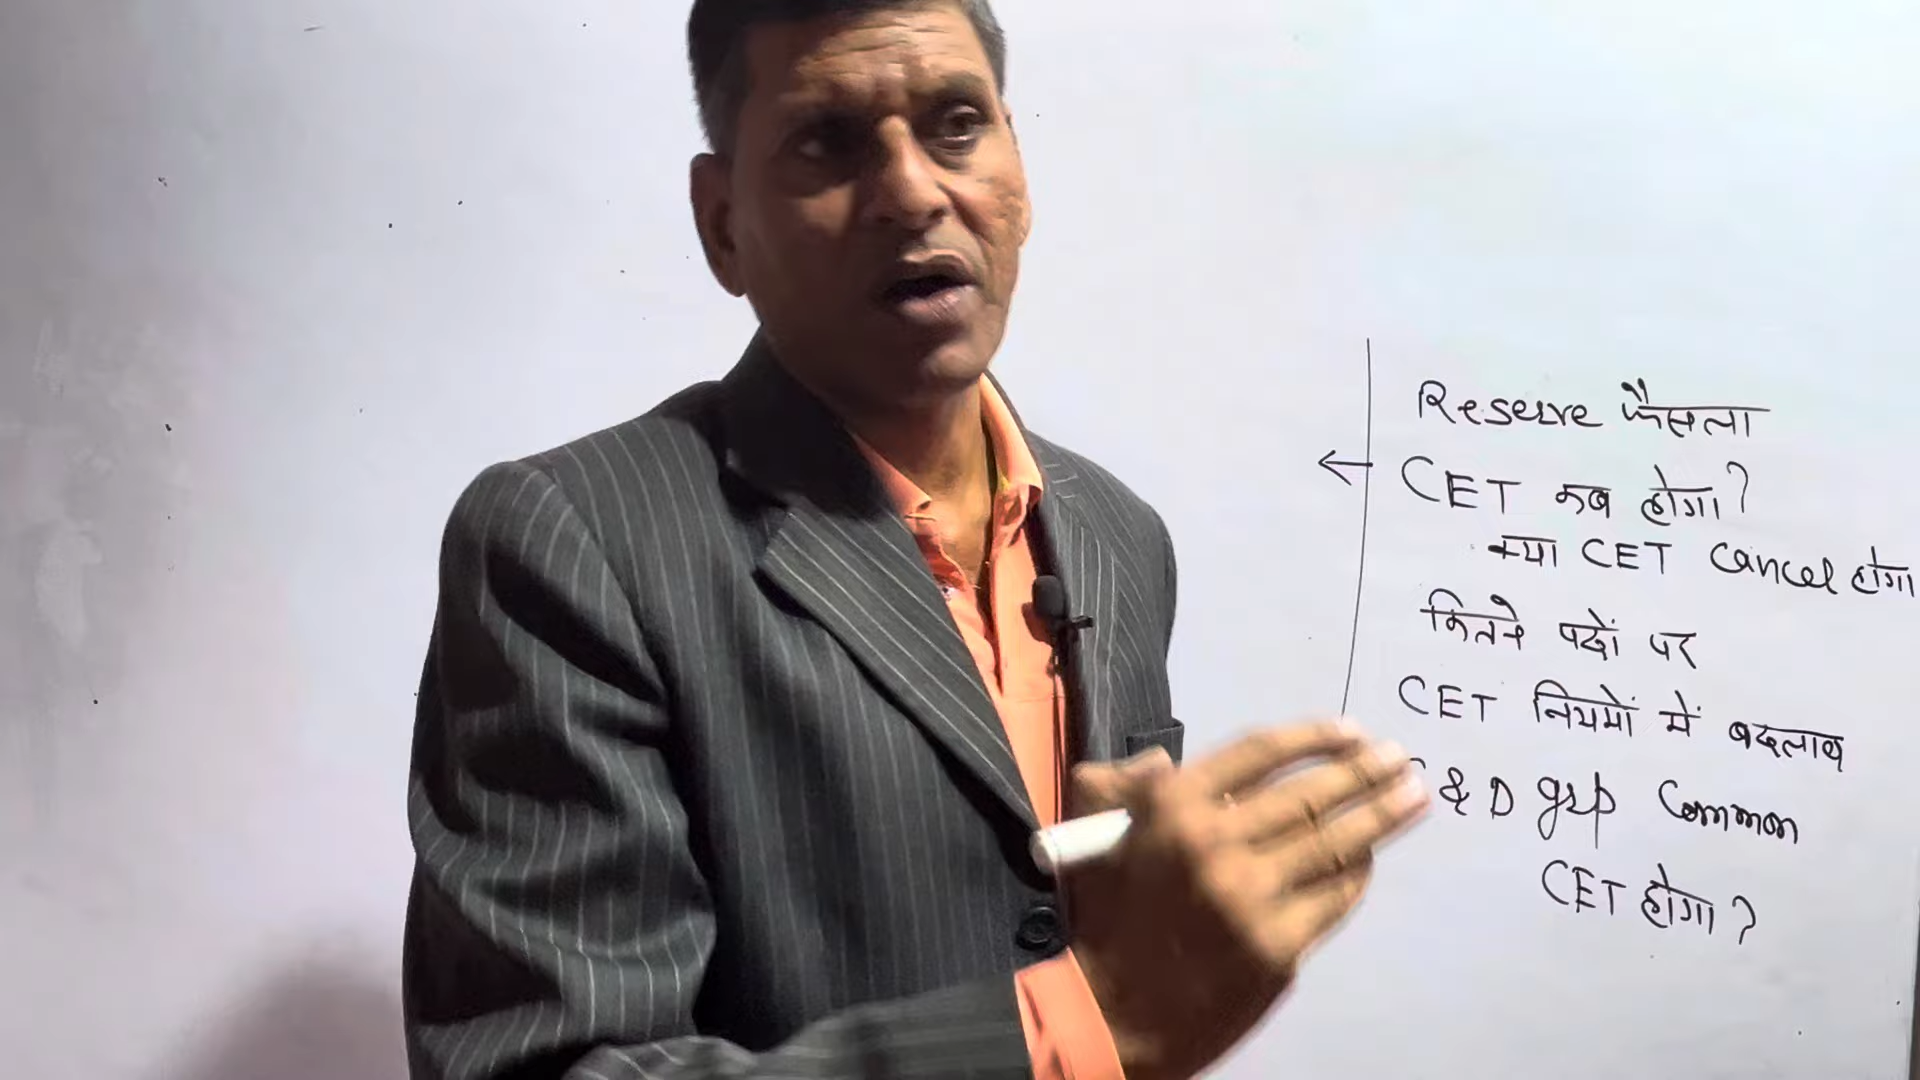 Reserve फैसला
CET कब होगा?
क्या CET Cancel होगा
कितने पदों पर
CET नियमों में बदलाव
& D grp Common
CET होगा?